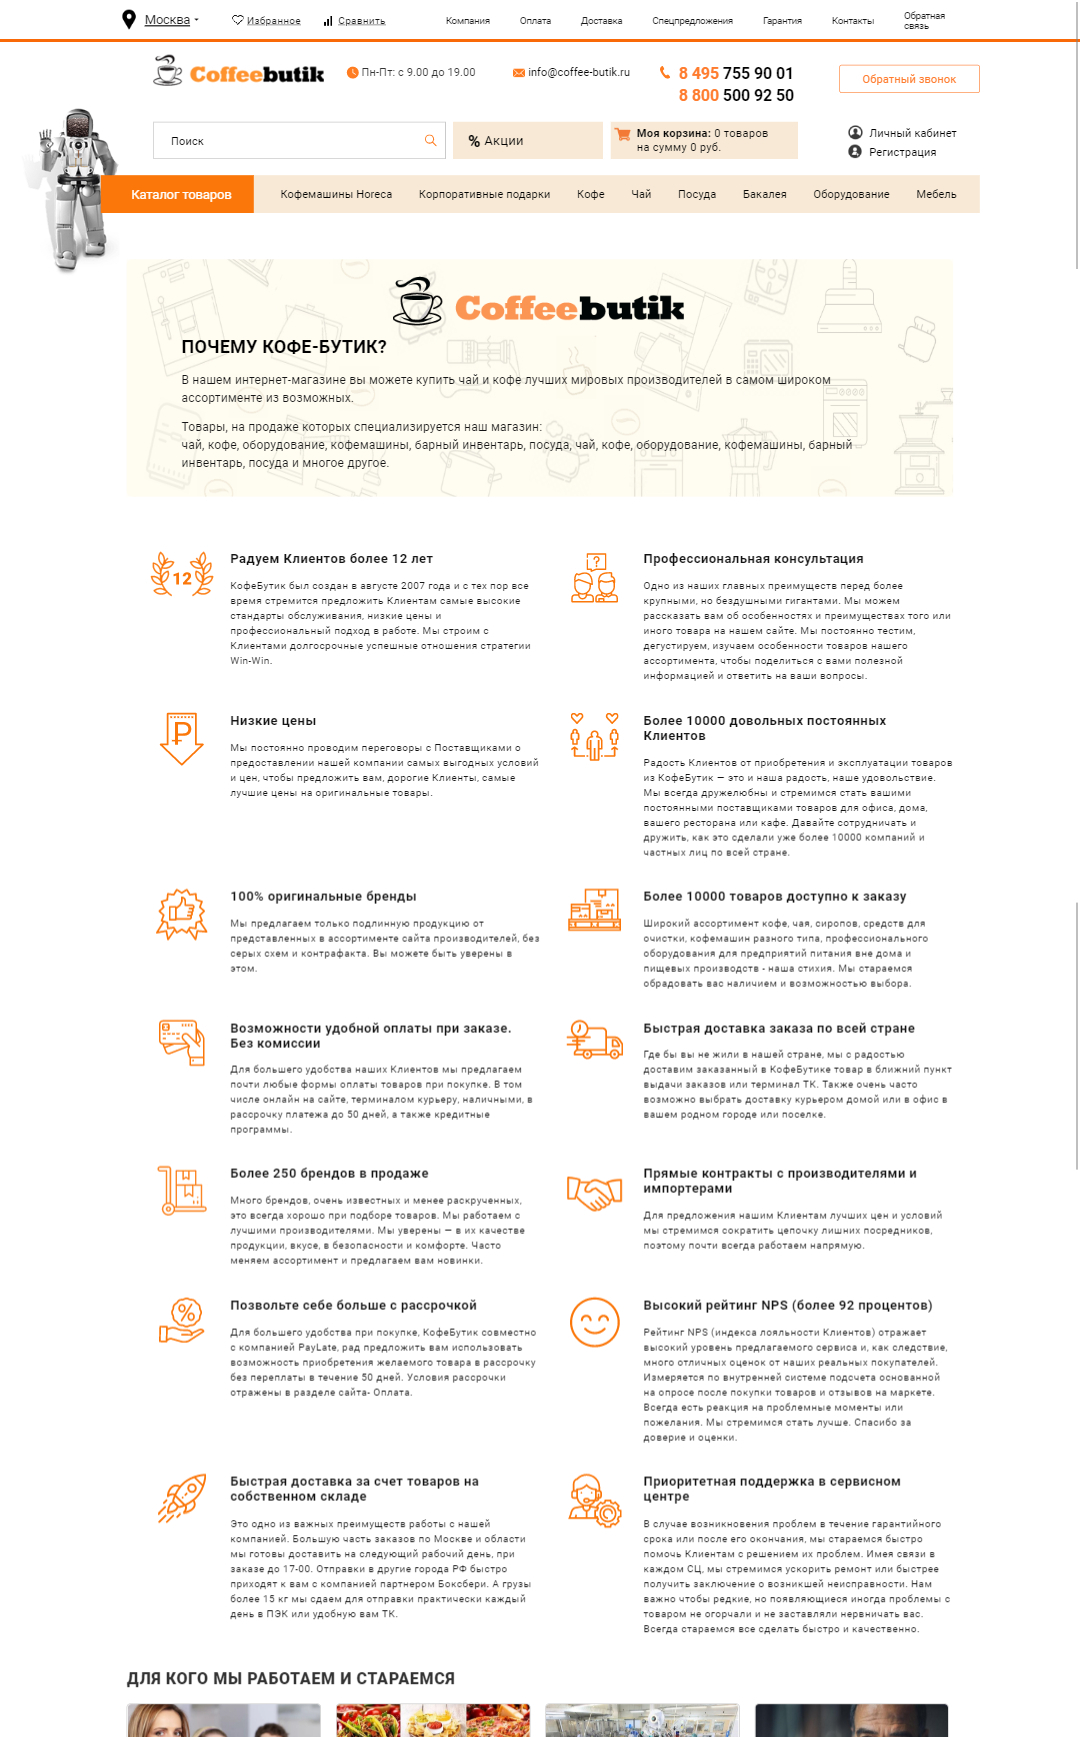 Москва
Избранное
Сравнить
Компания
Оплата
Доставка
Спецпредложения
Гарантия
Контакты
Обратная
связь
Coffeebutik
Пн-Пт: с 9.00 до 19.00
info@coffee-butik.ru
8 495 755 90 01
8 800 500 92 50
Обратный звонок
Поиск
% Акции
Моя корзина: 0 товаров
на сумму 0 руб.
Личный кабинет
Регистрация
Каталог товаров
Кофемашины Horeca
Корпоративные подарки
Кофе
Чай
Посуда
Бакалея
Оборудование
Мебель
Coffeebutik
ПОЧЕМУ КОФЕ-БУТИК?
В нашем интернет-магазине вы можете купить чай и кофе лучших мировых производителей в самом широком
ассортименте из возможных.
Товары, на продаже которых специализируется наш магазин:
чай, кофе, оборудование, кофемашины, барный инвентарь, посуда, чай, кофе, оборудование, кофемашины, барный
инвентарь, посуда и многое другое.
12
Радуем Клиентов более 12 лет
КофеБутик был создан в августе 2007 года и с тех пор все
время стремится предложить Клиентам самые высокие
стандарты обслуживания, низкие цены и
профессиональный подход в работе. Мы строим с
Клиентами долгосрочные успешные отношения стратегии
Win-Win.
Профессиональная консультация
Одно из наших главных преимуществ перед более
крупными, но бездушными гигантами. Мы можем
рассказать вам об особенностях и преимуществах того или
иного товара на нашем сайте. Мы постоянно тестим,
дегустируем, изучаем особенности товаров нашего
ассортимента, чтобы поделиться с вами полезной
информацией и ответить на ваши вопросы.
Низкие цены
Мы постоянно проводим переговоры с Поставщиками о
предоставлении нашей компании самых выгодных условий
и цен, чтобы предложить вам, дорогие Клиенты, самые
лучшие цены на оригинальные товары.
Более 10000 довольных постоянных
Клиентов
Радость Клиентов от приобретения и эксплуатации товаров
из КофеБутик — это и наша радость, наше удовольствие.
Мы всегда дружелюбны и стремимся стать вашими
постоянными поставщиками товаров для офиса, дома,
вашего ресторана или кафе. Давайте сотрудничать и
дружить, как это сделали уже более 10000 компаний и
частных лиц по всей стране.
100% оригинальные бренды
Мы предлагаем только подлинную продукцию от
представленных в ассортименте сайта производителей, без
серых схем и контрафакта. Вы можете быть уверены в
этом.
Более 10000 товаров доступно к заказу
Широкий ассортимент кофе, чая, сиропов, средств для
очистки, кофемашин разного типа, профессионального
оборудования для предприятий питания вне дома и
пищевых производств - наша стихия. Мы стараемся
обрадовать вас наличием и возможностью выбора.
Возможности удобной оплаты при заказе.
Без комиссии
Для большего удобства наших Клиентов мы предлагаем
почти любые формы оплаты товаров при покупке. В том
числе онлайн на сайте, терминалом курьеру, наличными, в
рассрочку платежа до 50 дней, а также кредитные
программы.
Быстрая доставка заказа по всей стране
Где бы вы не жили в нашей стране, мы с радостью
доставим заказанный в КофеБутике товар в ближний пункт
выдачи заказов или терминал ТК. Также очень часто
возможно выбрать доставку курьером домой или в офис в
вашем родном городе или поселке.
Более 250 брендов в продаже
Много брендов, очень известных и менее раскрученных,
это всегда хорошо при подборе товаров. Мы работаем с
лучшими производителями. Мы уверены — в их качестве
продукции, вкусе, в безопасности и комфорте. Часто
меняем ассортимент и предлагаем вам новинки.
Прямые контракты с производителями и
импортерами
Для предложения нашим Клиентам лучших цен и условий
мы стремимся сократить цепочку лишних посредников,
поэтому почти всегда работаем напрямую.
Позвольте себе больше с рассрочкой
Для большего удобства при покупке, КофеБутик совместно
с компанией PayLate, рад предложить вам использовать
возможность приобретения желаемого товара в рассрочку
без переплаты в течение 50 дней. Условия рассрочки
отражены в разделе сайта- Оплата.
Высокий рейтинг NPS (более 92 процентов)
Рейтинг NPS (индекса лояльности Клиентов) отражает
высокий уровень предлагаемого сервиса и, как следствие,
много отличных оценок от наших реальных покупателей.
Измеряется по внутренней системе подсчета основанной
на опросе после покупки товаров и отзывов на маркете.
Всегда есть реакция на проблемные моменты или
пожелания. Мы стремимся стать лучше. Спасибо за
доверие и оценки.
Быстрая доставка за счет товаров на
собственном складе
Это одно из важных преимуществ работы с нашей
компанией. Большую часть заказов по Москве и области
мы готовы доставить на следующий рабочий день, при
заказе до 17-00. Отправки в другие города РФ быстро
приходят к вам с компанией партнером Боксбери. А грузы
более 15 кг мы сдаем для отправки практически каждый
день в ПЭК или удобную вам ТК.
Приоритетная поддержка в сервисном
центре
В случае возникновения проблем в течение гарантийного
срока или после его окончания, мы стараемся быстро
помочь Клиентам с решением их проблем. Имея связи в
каждом СЦ, мы стремимся ускорить ремонт или быстрее
получить заключение о возникшей неисправности. Нам
важно чтобы редкие, но появляющиеся иногда проблемы с
товаром не огорчали и не заставляли нервничать вас.
Всегда стараемся все сделать быстро и качественно.
ДЛЯ КОГО МЫ РАБОТАЕМ И СТАРАЕМСЯ